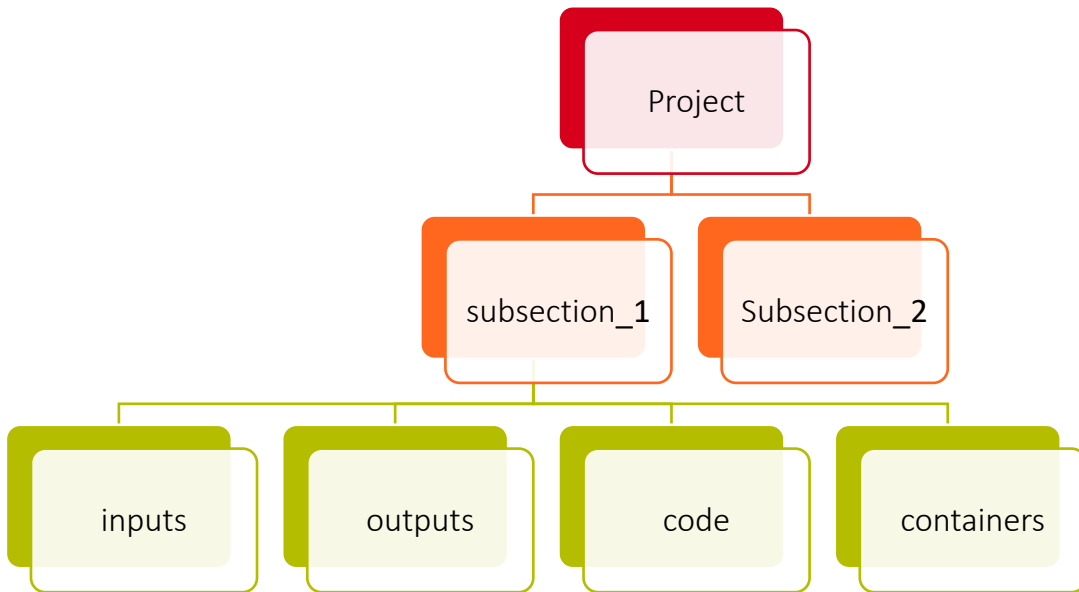 Project
subsection_1
Subsection_2
inputs
outputs
code
containers